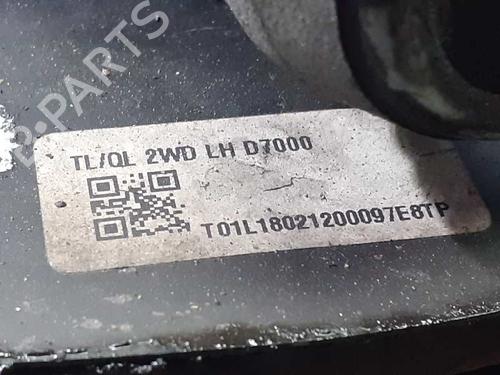 B-PARTS
TL/QL 2WD LH D7000
T01L18021200097E8TP